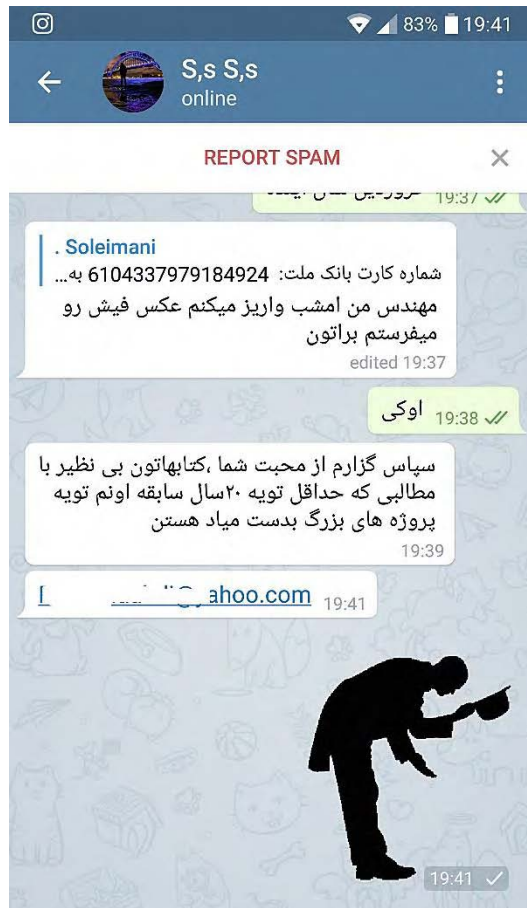 83% 19:41
S,s S,s
online
REPORT SPAM
19:37
. Soleimani
شماره کارت بانک ملت: 6104337979184924 به...
مهندس من امشب واریز میکنم عکس فیش رو
میفرستم براتون
edited 19:37
اوکی 19:38
سپاس گزارم از محبت شما ،کتابهاتون بی نظیر با
مطالبی که حداقل تویه ۲۰سال سابقه اونم تویه
پروژه های بزرگ بدست میاد هستن
19:39
ahoo.com 19:41
19:41